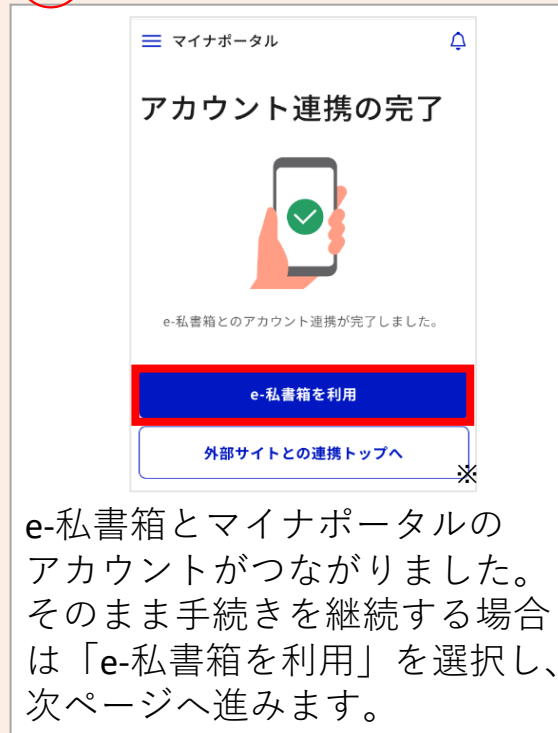 マイナポータル
アカウント連携の完了
e-私書箱とのアカウント連携が完了しました。
e-私書箱を利用
外部サイトとの連携トップへ
※
e-私書箱とマイナポータルの
アカウントがつながりました。
そのまま手続きを継続する場合
は「e-私書箱を利用」を選択し、
次ページへ進みます。